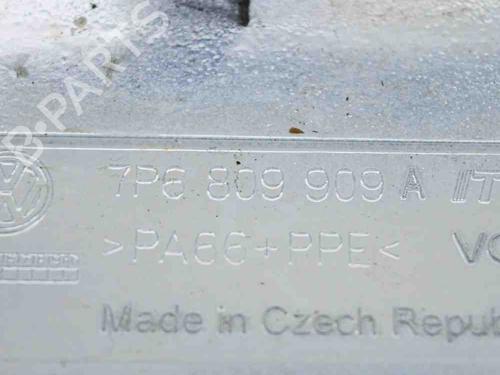 B-PARTS
7P6 809 909 A
>PA66+PPE<
Made in Czech Repub